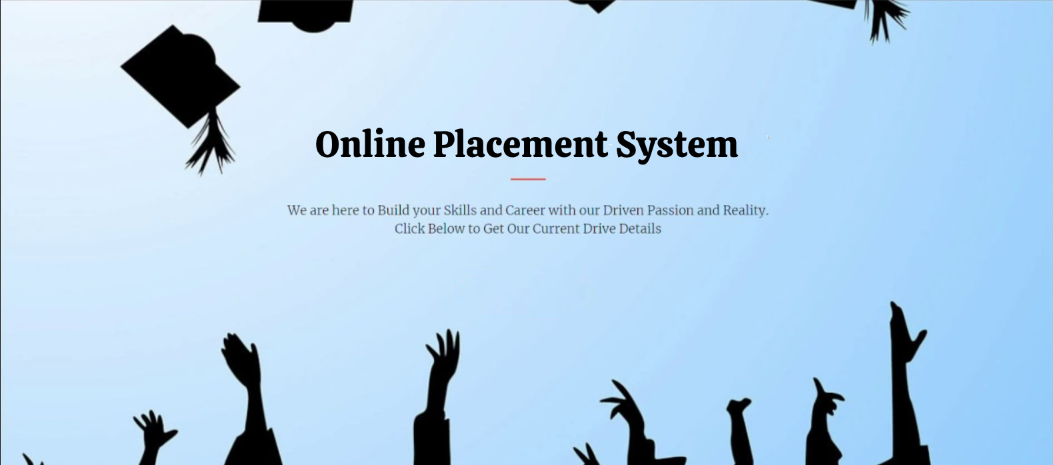 Online Placement System
We are here to Build your Skills and Career with our Driven Passion and Reality.
Click Below to Get Our Current Drive Details